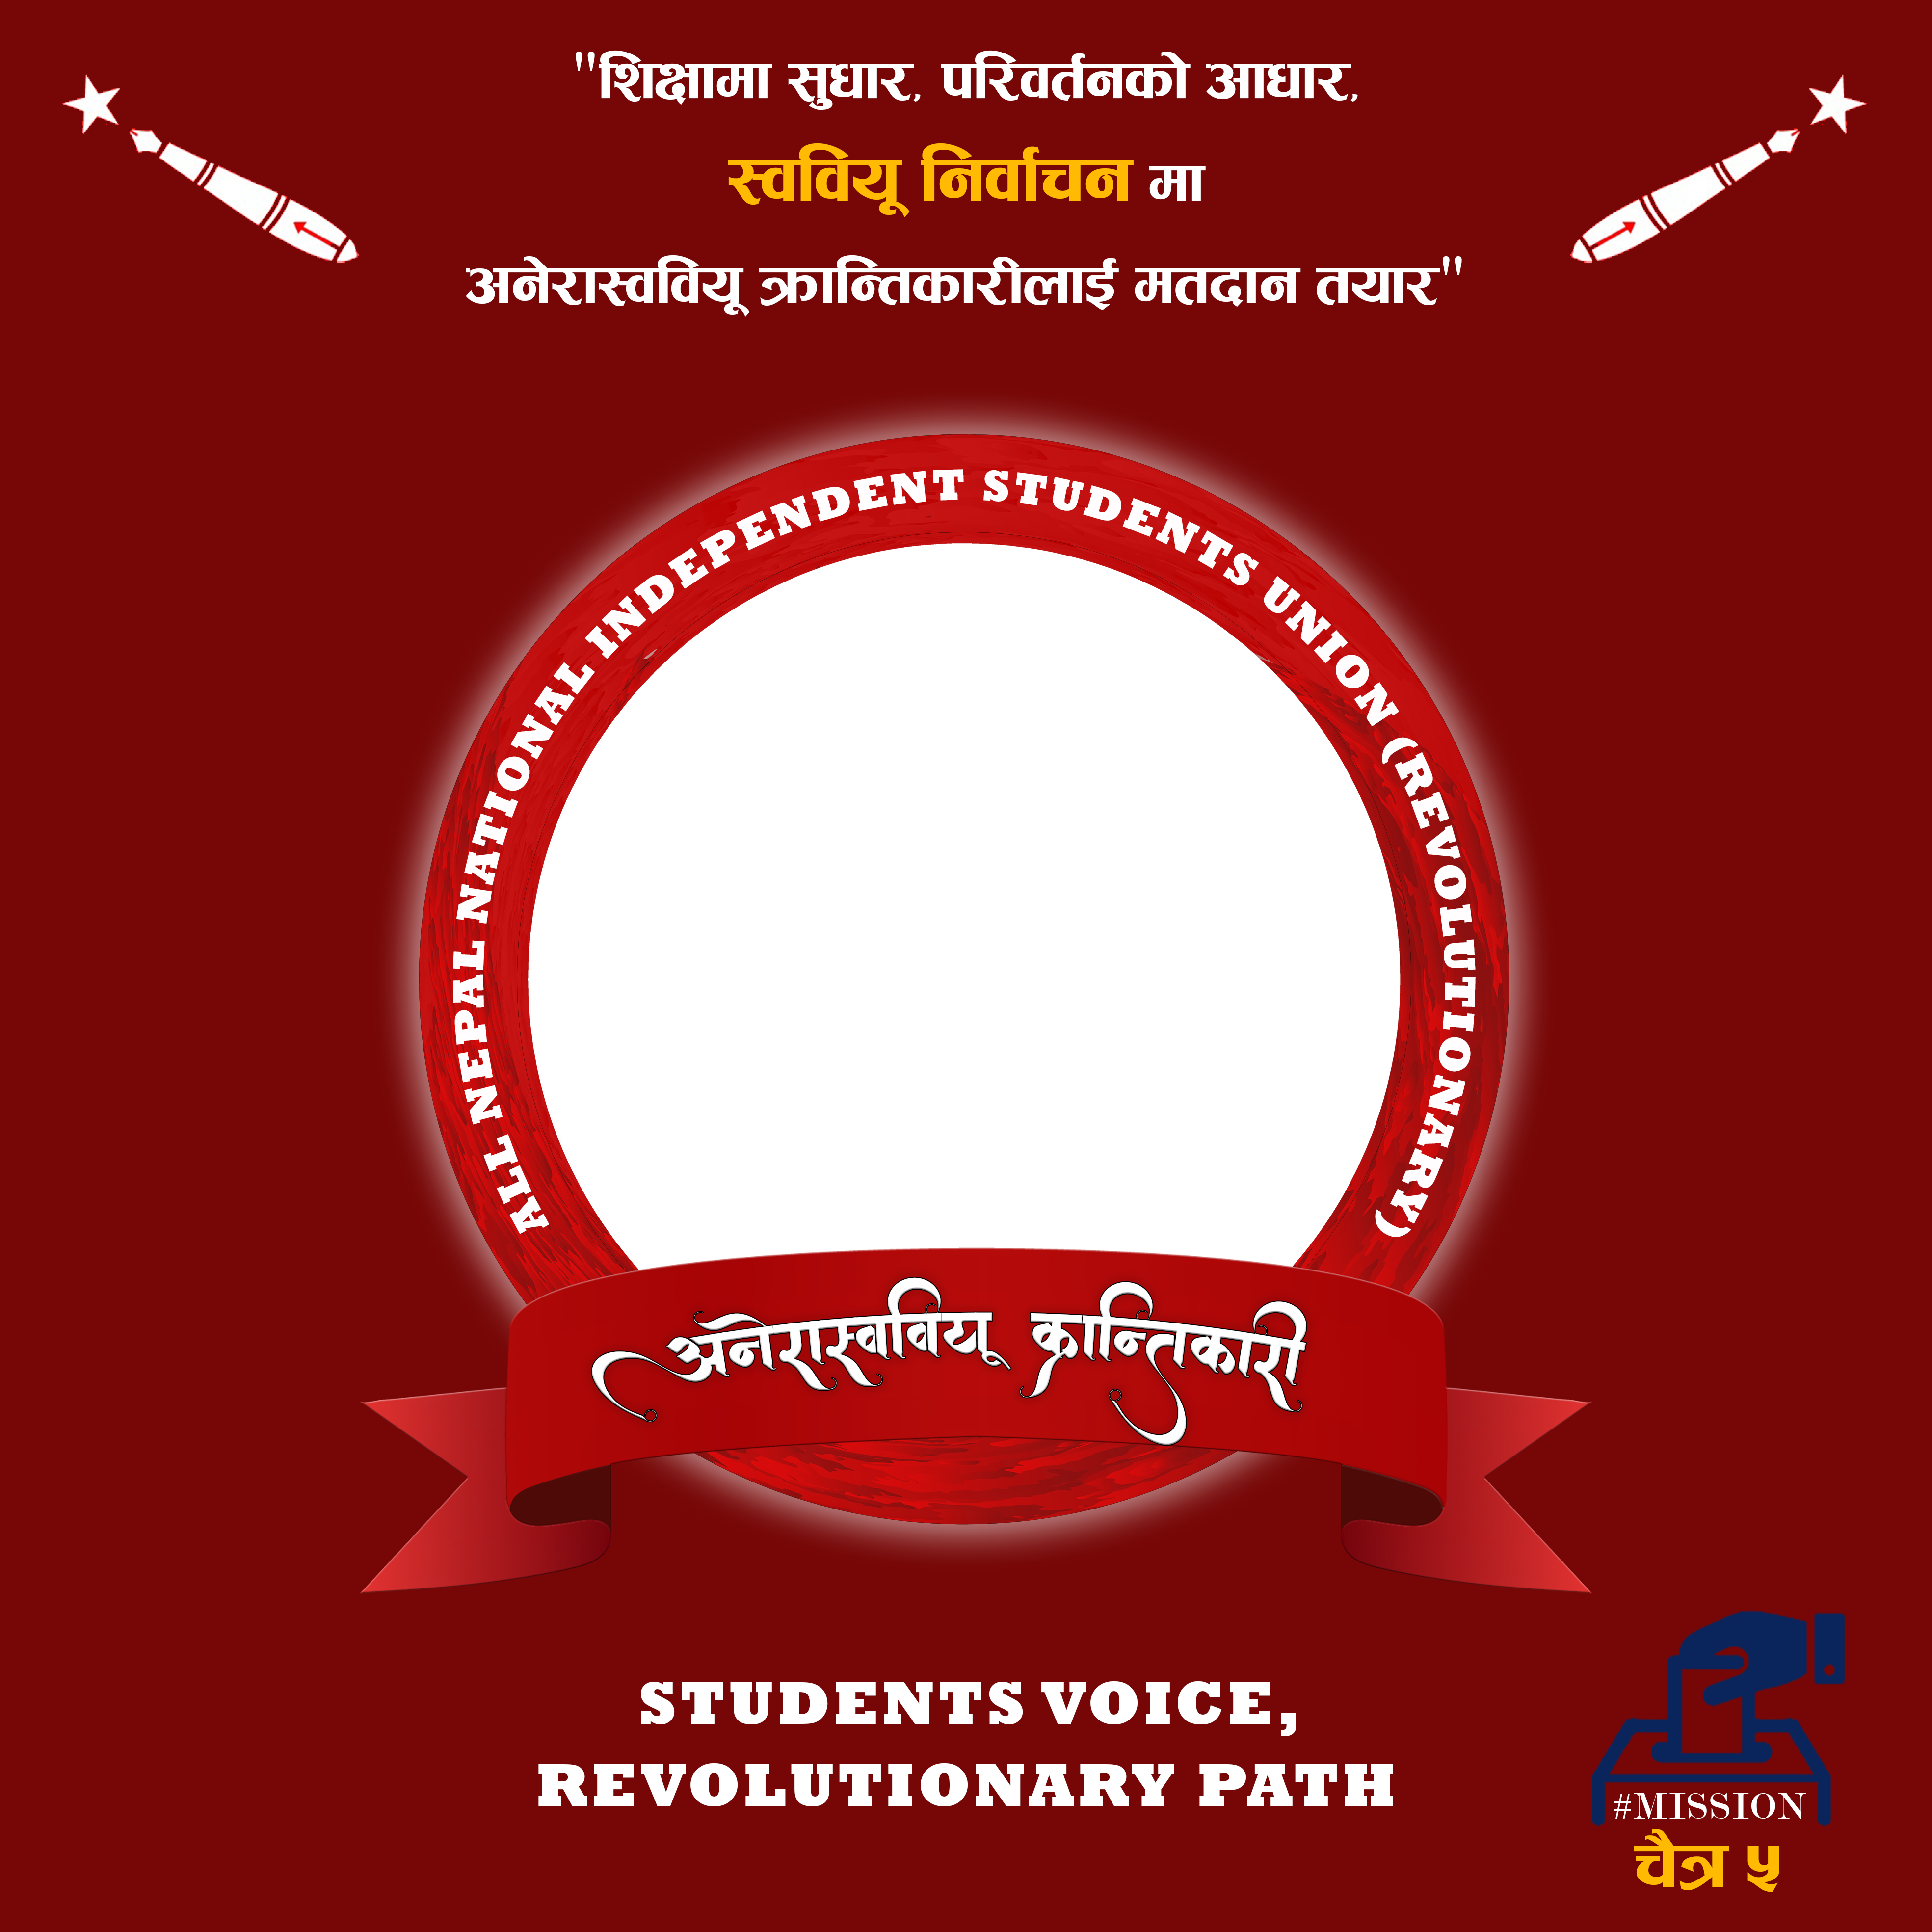 "शिक्षामा सुधार, परिवर्तनको आधार,
स्ववियू निर्वाचन मा
अनेरास्ववियू क्रान्तिकारीलाई मतदान तयार"
ALL NEPAL NATIONAL INDEPENDENT STUDENTS UNION (REVOLUTIONARY)
अनेरास्ववियू क्रान्तिकारी
STUDENTS VOICE,
REVOLUTIONARY PATH
#MISSION
चैत्र ५